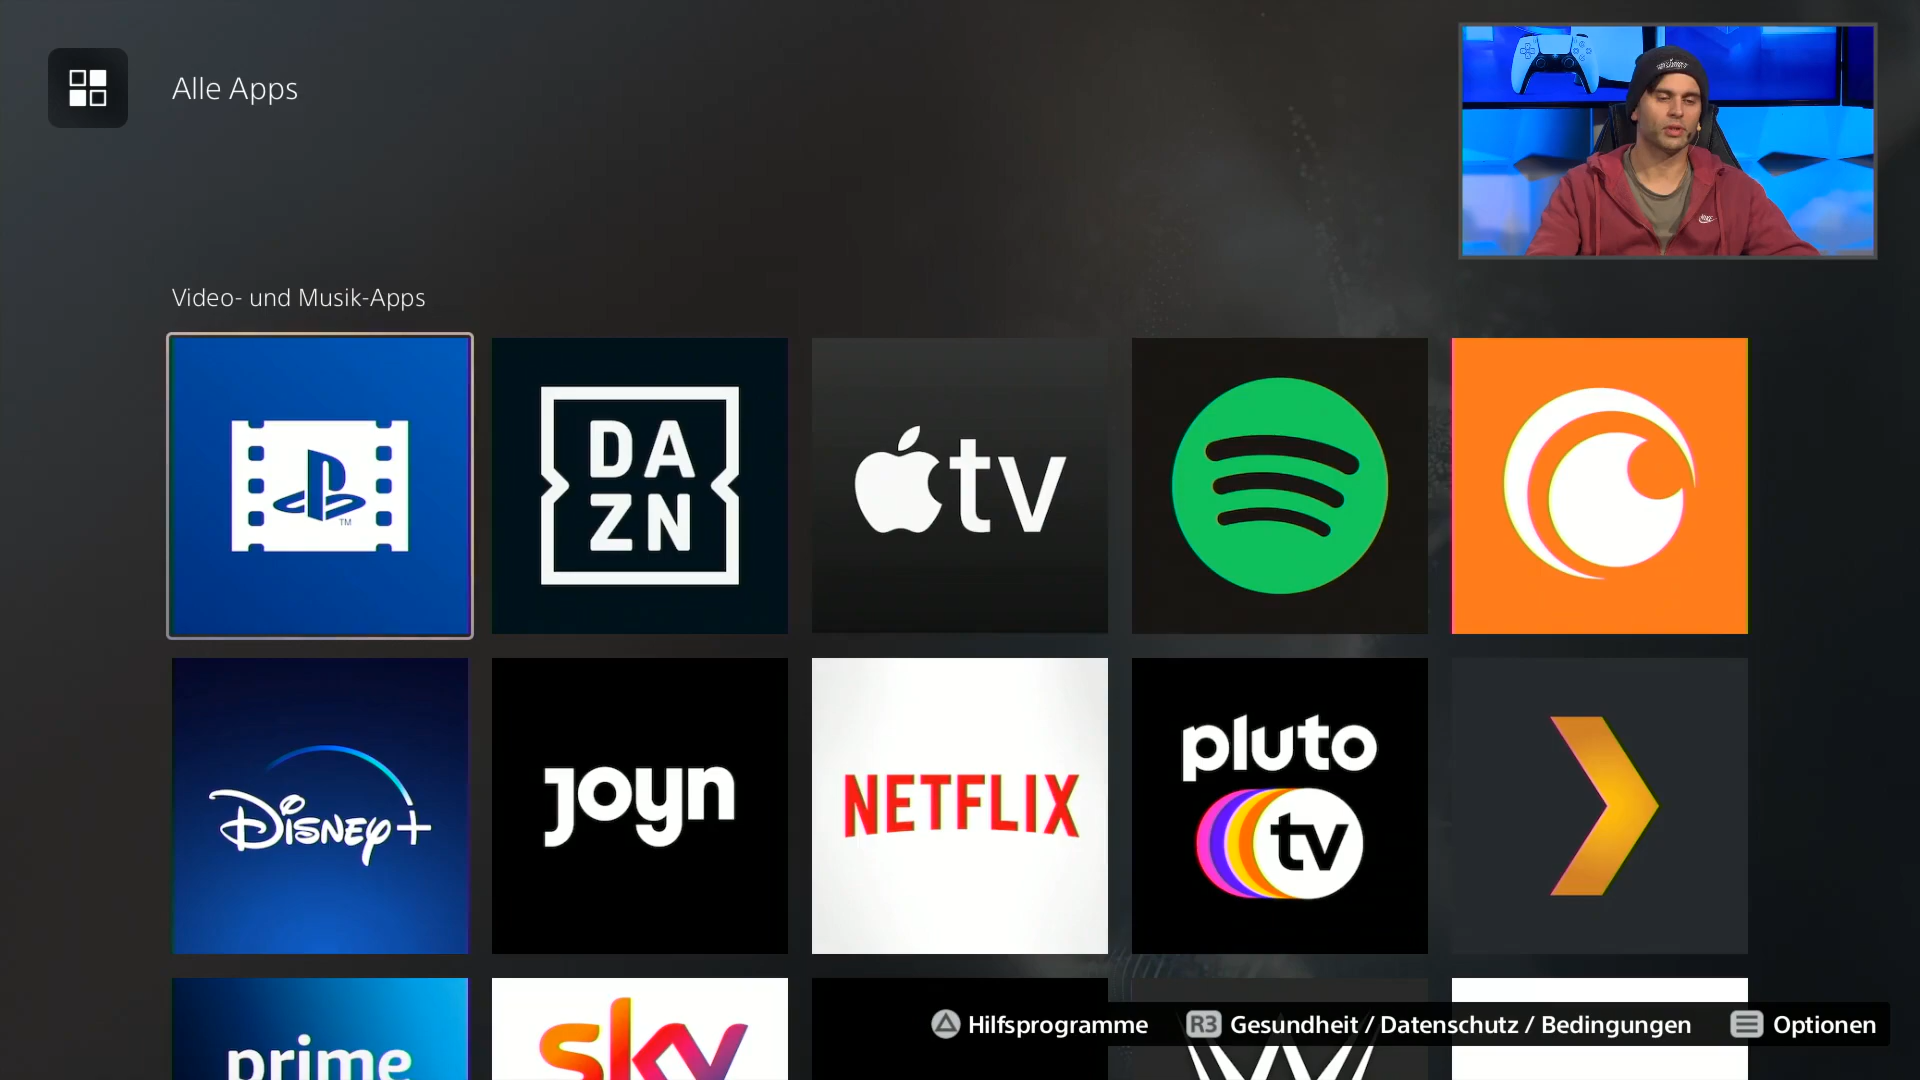 Alle Apps
Video- und Musik-Apps
TM
DA
ZN
tv
Disney+
joyn
NETFLIX
pluto
tv
prime
sky
Hilfsprogramme
R3 Gesundheit / Datenschutz / Bedingungen
Optionen